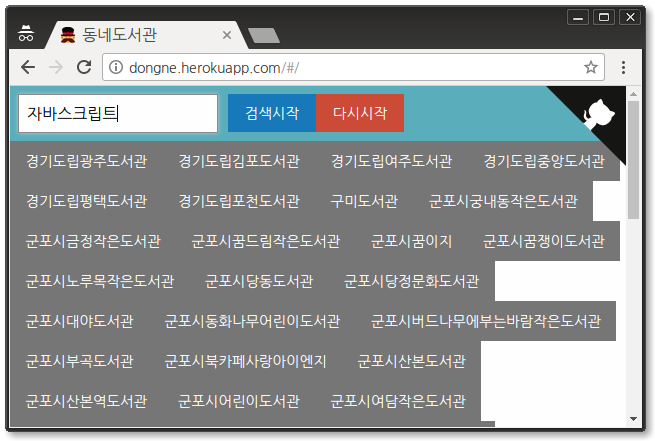 동네도서관
dongne.herokuapp.com/#/
자바스크립트 검색시작 다시시작
경기도립광주도서관 경기도립김포도서관 경기도립여주도서관 경기도립중앙도서관
경기도립평택도서관 경기도립포천도서관 구미도서관 군포시궁내동작은도서관
군포시금정작은도서관 군포시꿈드림작은도서관 군포시꿈이지 군포시꿈쟁이도서관
군포시노루목작은도서관 군포시당동도서관 군포시당정문화도서관
군포시대야도서관 군포시동화나무어린이도서관 군포시버드나무에부는바람작은도서관
군포시부곡도서관 군포시북카페사랑아이엔지 군포시산본도서관
군포시산본역도서관 군포시어린이도서관 군포시여담작은도서관